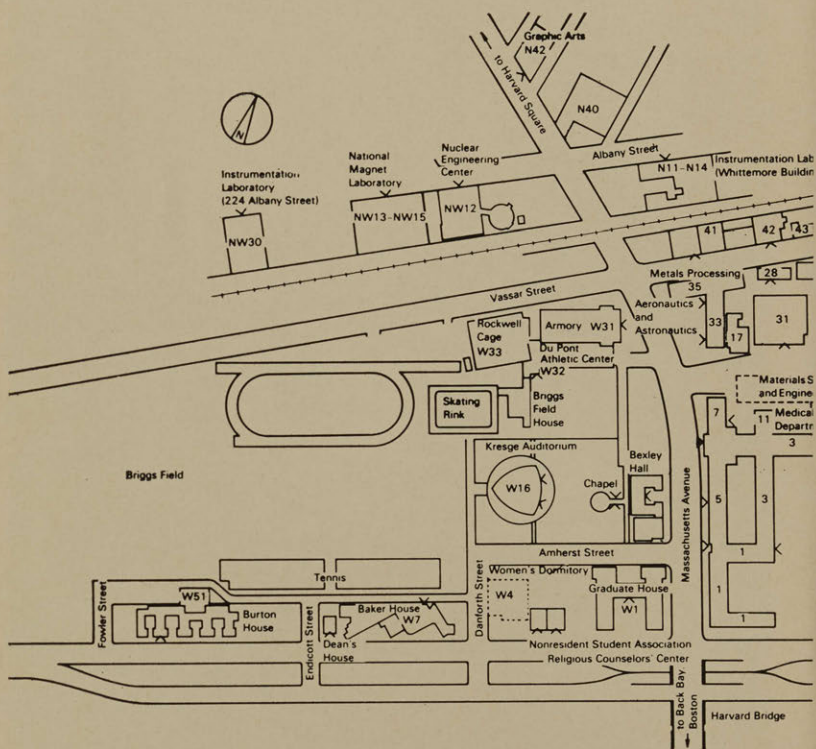 Graphic Arts
N42
to Harvard Square
N40
N
Albany Street
Instrumentation
Laboratory
(224 Albany Street)
NW30
National
Magnet
Laboratory
NW13-NW15
Nuclear
Engineering
Center
NW12
N11-N14
Instrumentation Lab
(Whittemore Buildin
41
42
43
Metals Processing
28
35
Vassar Street
Aeronautics
and
Astronautics
33
17
31
Rockwell
Cage
W33
Armory W31
Du Pont
Athletic Center
W32
Skating
Rink
Briggs
Field
House
Materials S
and Enginee
7
11
Medical
Departr
3
Kresge Auditorium
W16
Chapel
Bexley
Hall
Massachusetts Avenue
5
3
Briggs Field
Amherst Street
1
Tennis
Danforth Street
Women's Dormitory
W4
Graduate House
W1
1
1
Fowler Street
W51
Burton
House
Endicott Street
Baker House
W7
Dean's
House
Nonresident Student Association
Religious Counselors' Center
to Back Bay
Boston
Harvard Bridge